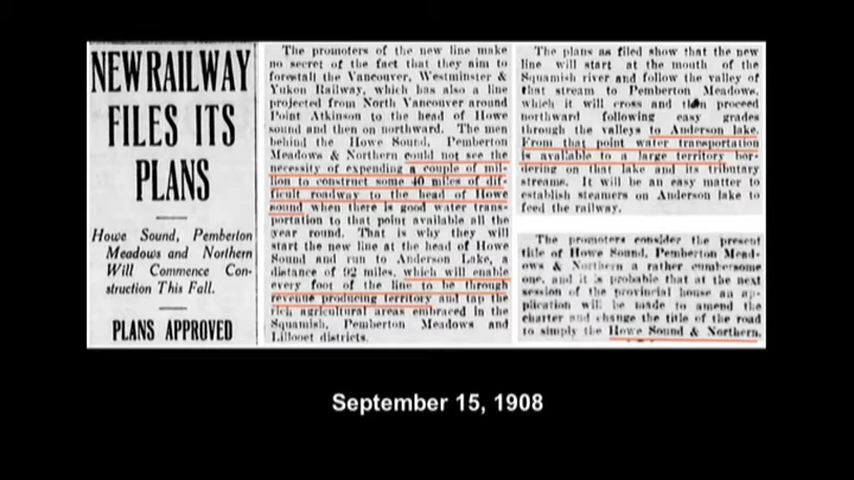 NEW RAILWAY
FILES ITS
PLANS
Howe Sound, Pemberton
Meadows and Northern
Will Commence Con-
struction This Fall.
PLANS APPROVED
The promoters of the new line make
no secret of the fact that they aim to
forestall the Vancouver, Westminster &
Yukon Railway, which has also a line
projected from North Vancouver around
Point Atkinson to the head of Howe
sound and then on northward. The men
behind the Howe Sound, Pemberton
Meadows & Northern could not see the
necessity of expending a couple of mil-
lion to construct some 40 miles of dif-
ficult roadway to the head of Howe
sound when there is good water trans-
portation to that point available all the
year round. That is why they will
start the new line at the head of Howe
Sound and run to Anderson Lake, a
distance of 92 miles, which will enable
every foot of the line to be through
revenue producing territory and tap the
rich agricultural areas embraced in the
Squamish, Pemberton Meadows and
Lillooet districts.
The plans as filed show that the new
line will start at the mouth of the
Squamish river and follow the valley of
that stream to Pemberton Meadows,
which it will cross and then proceed
northward following easy grades
through the valleys to Anderson lake.
From that point water transportation
is available to a large territory bor-
dering on that lake and its tributary
streams. It will be an easy matter to
establish steamers on Anderson lake to
feed the railway.
The promoters consider the present
title of Howe Sound, Pemberton Mead-
ows & Northern a rather cumbersome
one, and it is probable that at the next
session of the provincial house an ap-
plication will be made to amend the
charter and change the title of the road
to simply the Howe Sound & Northern.
September 15, 1908